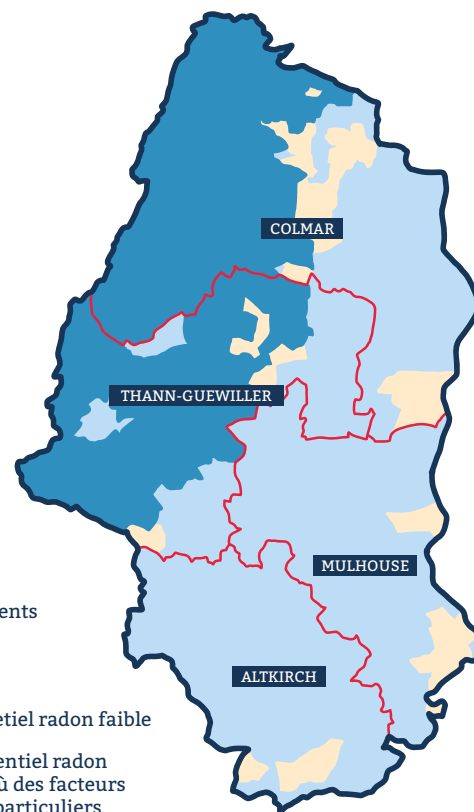 COLMAR
THANN-GUEWILLER
MULHOUSE
ents
ALTKIRCH
etiel radon faible
entiel radon
ù des facteurs
particuliers